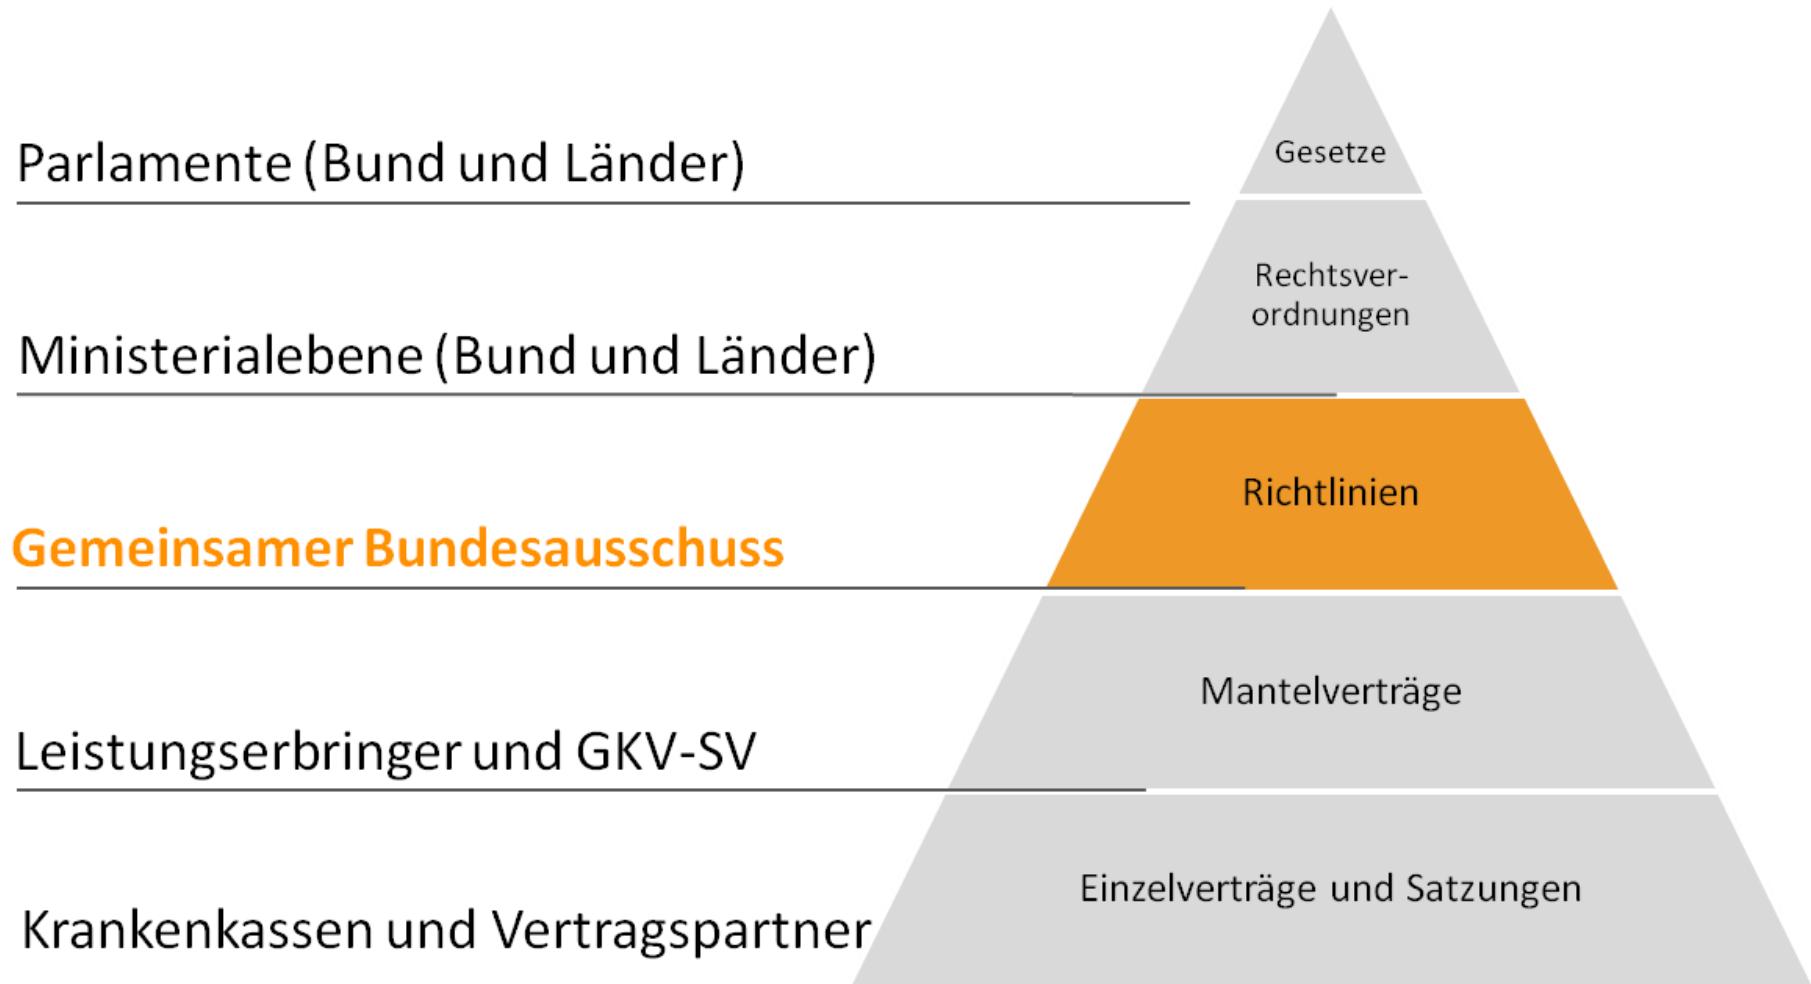 Parlamente (Bund und Länder)
Gesetze
Rechtsver-
ordnungen
Ministerialebene (Bund und Länder)
Richtlinien
Gemeinsamer Bundesausschuss
Mantelverträge
Leistungserbringer und GKV-SV
Einzelverträge und Satzungen
Krankenkassen und Vertragspartner